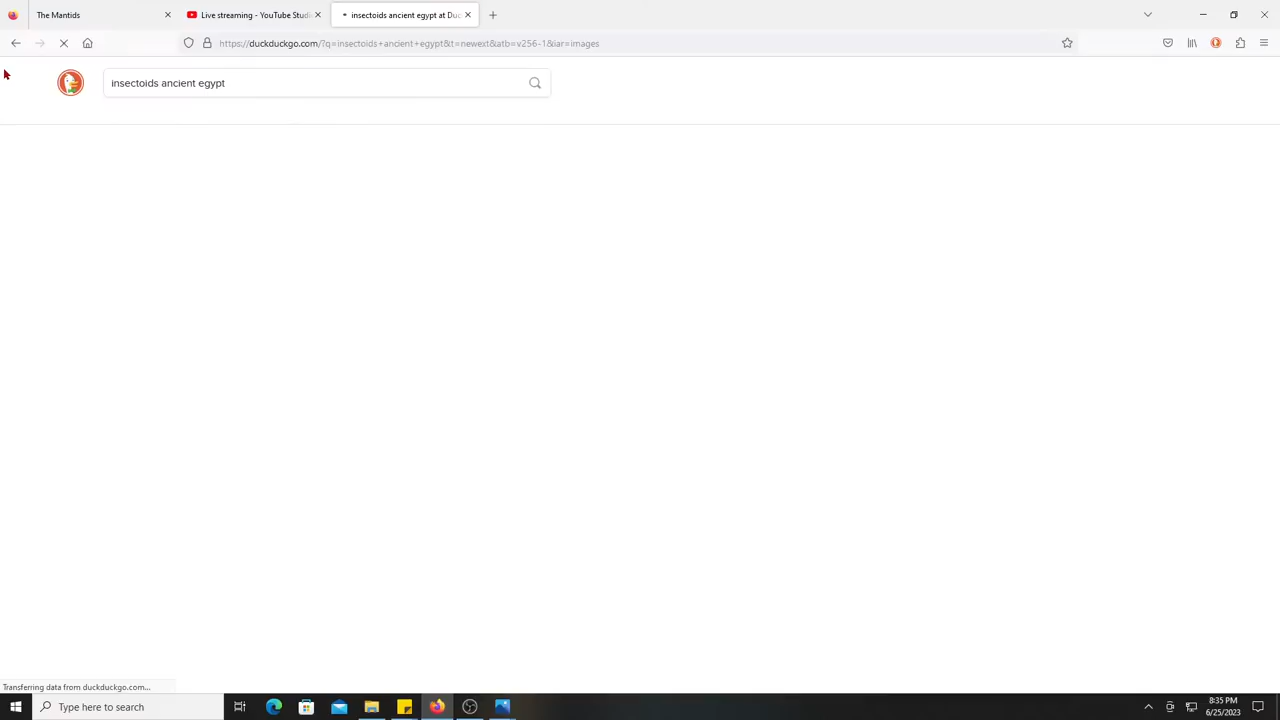 The Mantids
Live streaming - YouTube Studi
insectoids ancient egypt at Duc
https://duckduckgo.com/?q=insectoids+ancient+egypt&t=newext&atb=v256-1&iar=images
insectoids ancient egypt
Transferring data from duckduckgo.com...
Type here to search
8:35 PM
6/25/2023